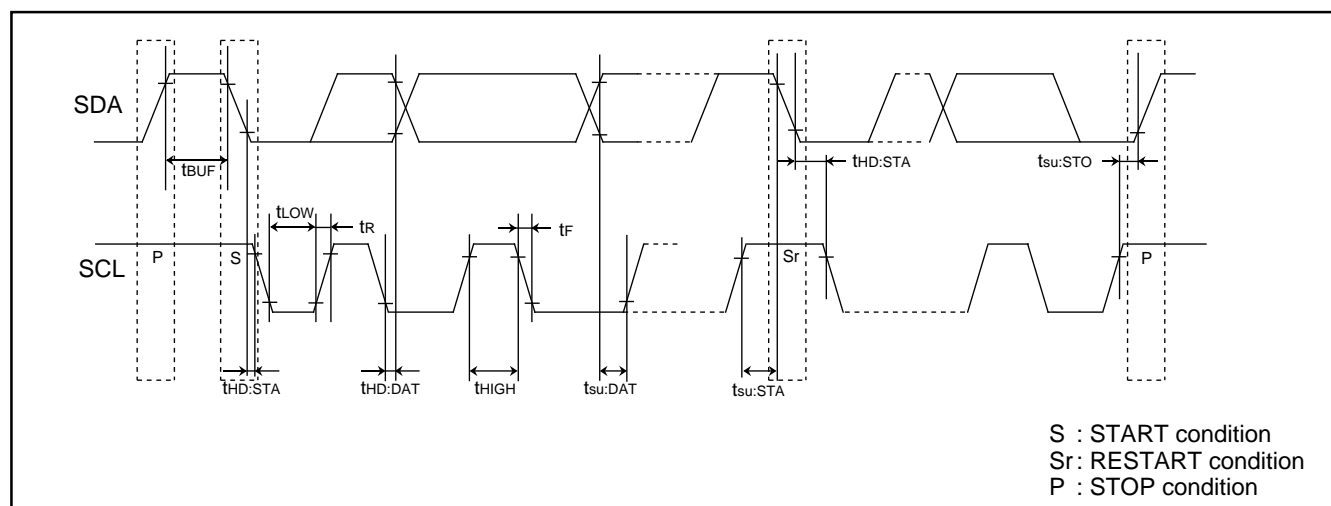 SDA
tBUF
tHD:STA
tsu:STO
tLOW
tR
tF
SCL
P
S
Sr
P
tHD:STA
tHD:DAT
tHIGH
tsu:DAT
tsu:STA
S : START condition
Sr: RESTART condition
P : STOP condition